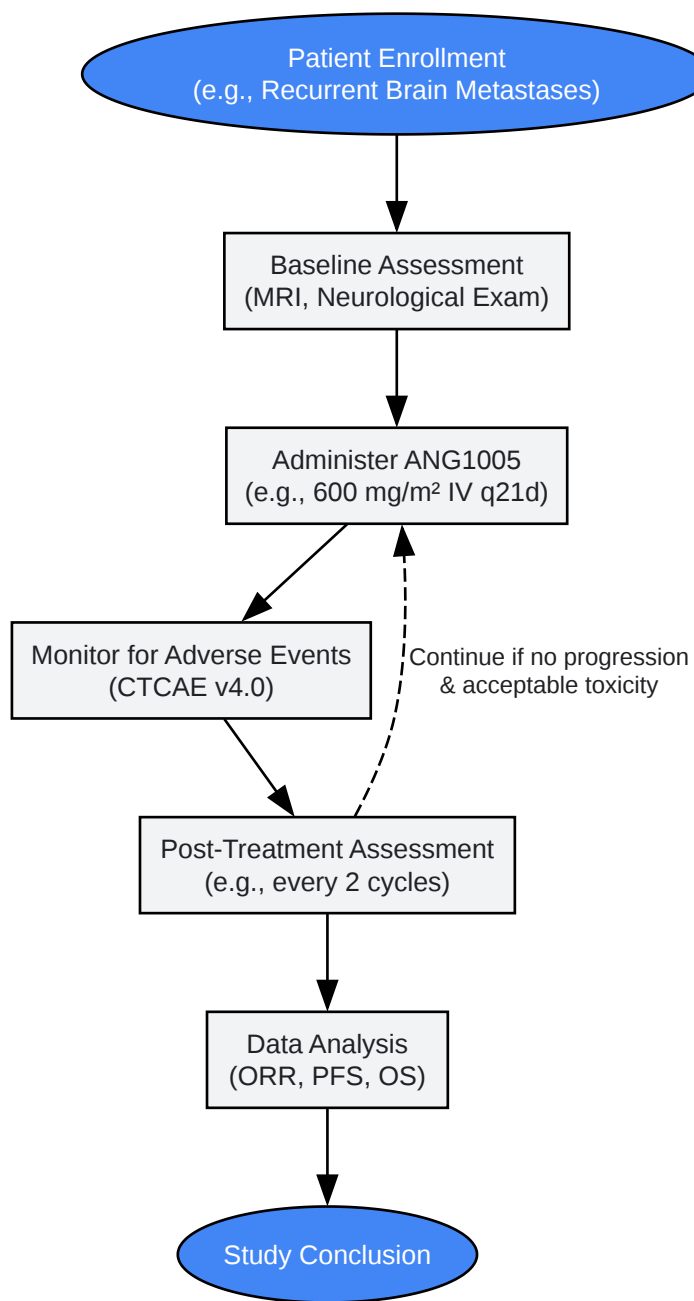 Patient Enrollment
(e.g., Recurrent Brain Metastases)
Baseline Assessment
(MRI, Neurological Exam)
Administer ANG1005
(e.g., 600 mg/m² IV q21d)
Monitor for Adverse Events
(CTCAE v4.0)
Continue if no progression
& acceptable toxicity
Post-Treatment Assessment
(e.g., every 2 cycles)
Data Analysis
(ORR, PFS, OS)
Study Conclusion